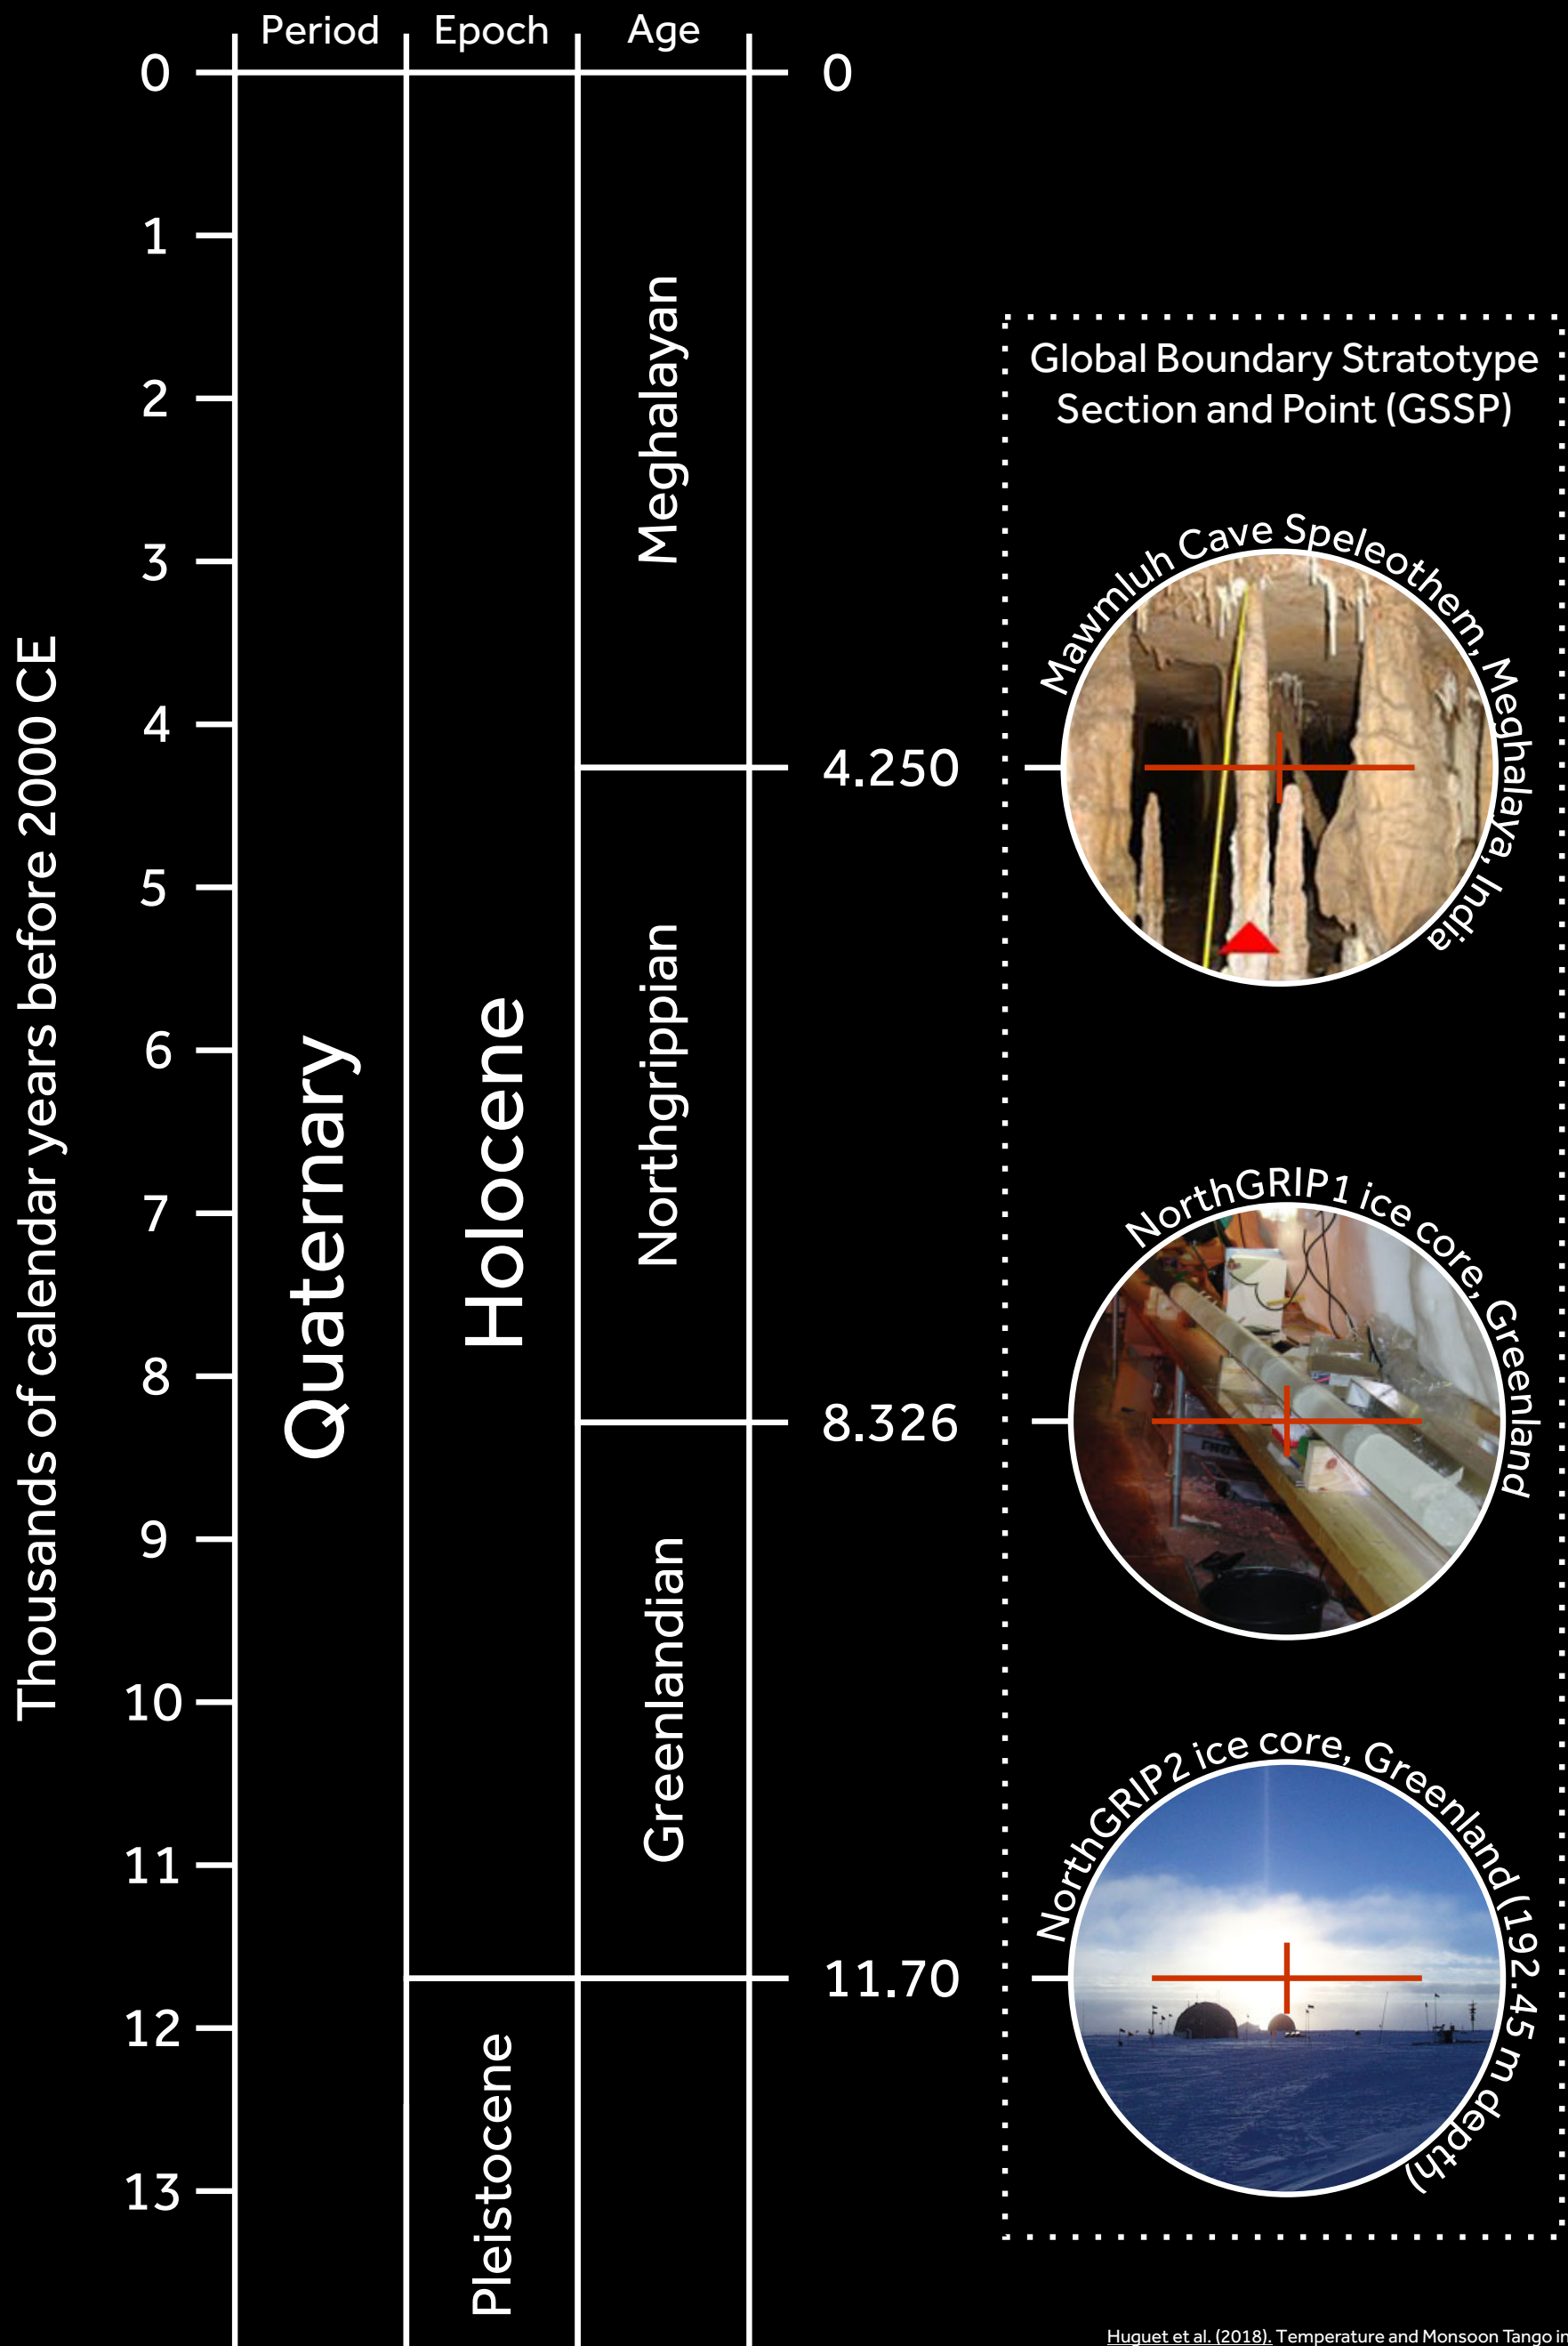 Period
Epoch
Age
0
1
2
3
4
5
6
7
8
9
10
11
12
13
Thousands of calendar years before 2000 CE
Quaternary
Holocene
Pleistocene
Meghalayan
Northgrippian
Greenlandian
0
4.250
8.326
11.70
Global Boundary Stratotype
Section and Point (GSSP)
Mawmluh Cave Speleothem, Meghalaya, India
NorthGRIP1 ice core, Greenland
NorthGRIP2 ice core, Greenland (192.45 m depth)
Huguet et al. (2018). Temperature and Monsoon Tango in